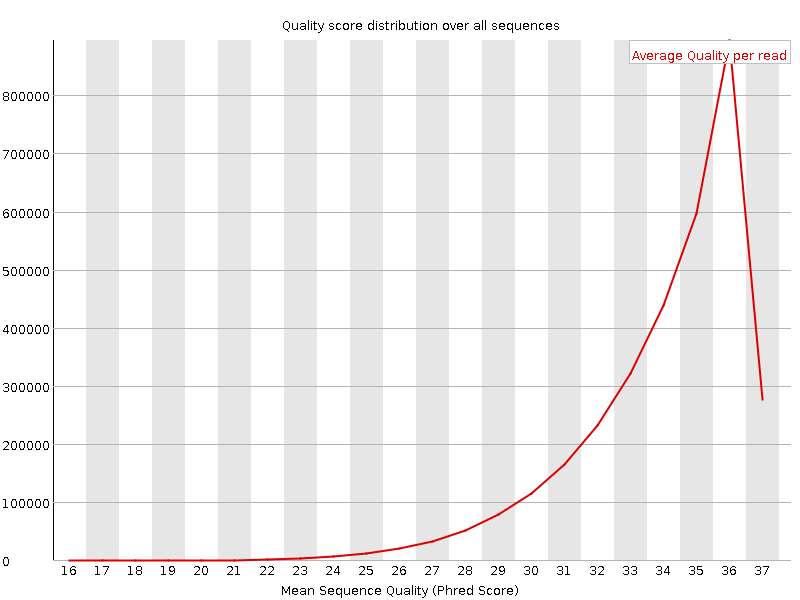 Quality score distribution over all sequences
Average Quality per read
800000
700000
600000
500000
400000
300000
200000
100000
0
16 17 18 19 20 21 22 23 24 25 26 27 28 29 30 31 32 33 34 35 36 37
Mean Sequence Quality (Phred Score)